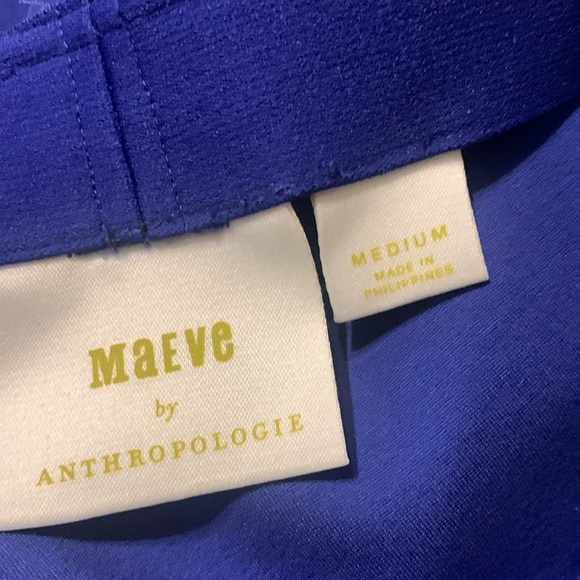 MaEVe
by
ANTHROPOLOGIE
MEDIUM
MADE IN
PHILIPPINES